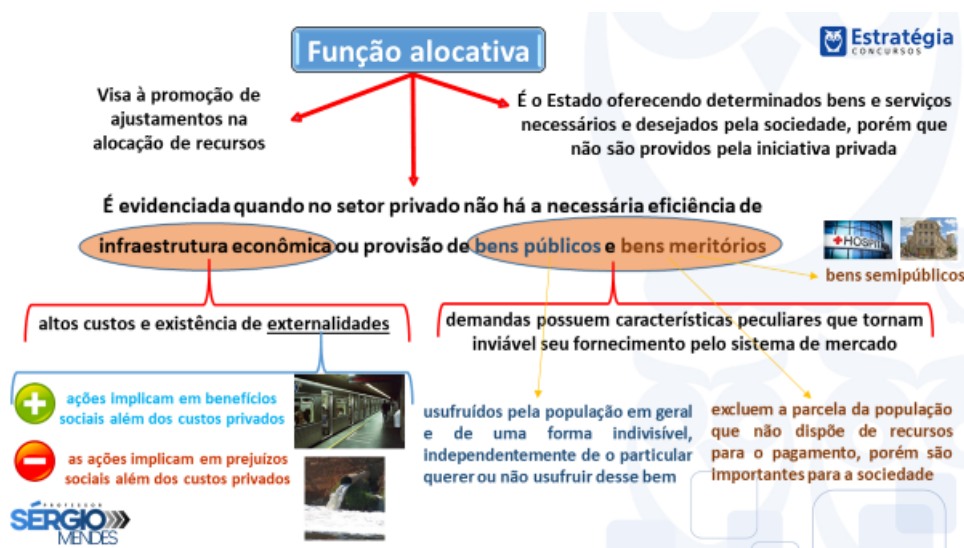 Função alocativa
Estratégia
CONCURSOS
Visa à promoção de
ajustamentos na
alocação de recursos
É o Estado oferecendo determinados bens e serviços
necessários e desejados pela sociedade, porém que
não são providos pela iniciativa privada
É evidenciada quando no setor privado não há a necessária eficiência de
infraestrutura econômica ou provisão de bens públicos e bens meritórios
HOSPIT
bens semipúblicos
altos custos e existência de externalidades
demandas possuem características peculiares que tornam
inviável seu fornecimento pelo sistema de mercado
ações implicam em benefícios
sociais além dos custos privados
as ações implicam em prejuízos
sociais além dos custos privados
usufruídos pela população em geral
e de uma forma indivisível,
independentemente de o particular
querer ou não usufruir desse bem
excluem a parcela da população
que não dispõe de recursos
para o pagamento, porém são
importantes para a sociedade
PROFESSOR
SÉRGIO
MENDES